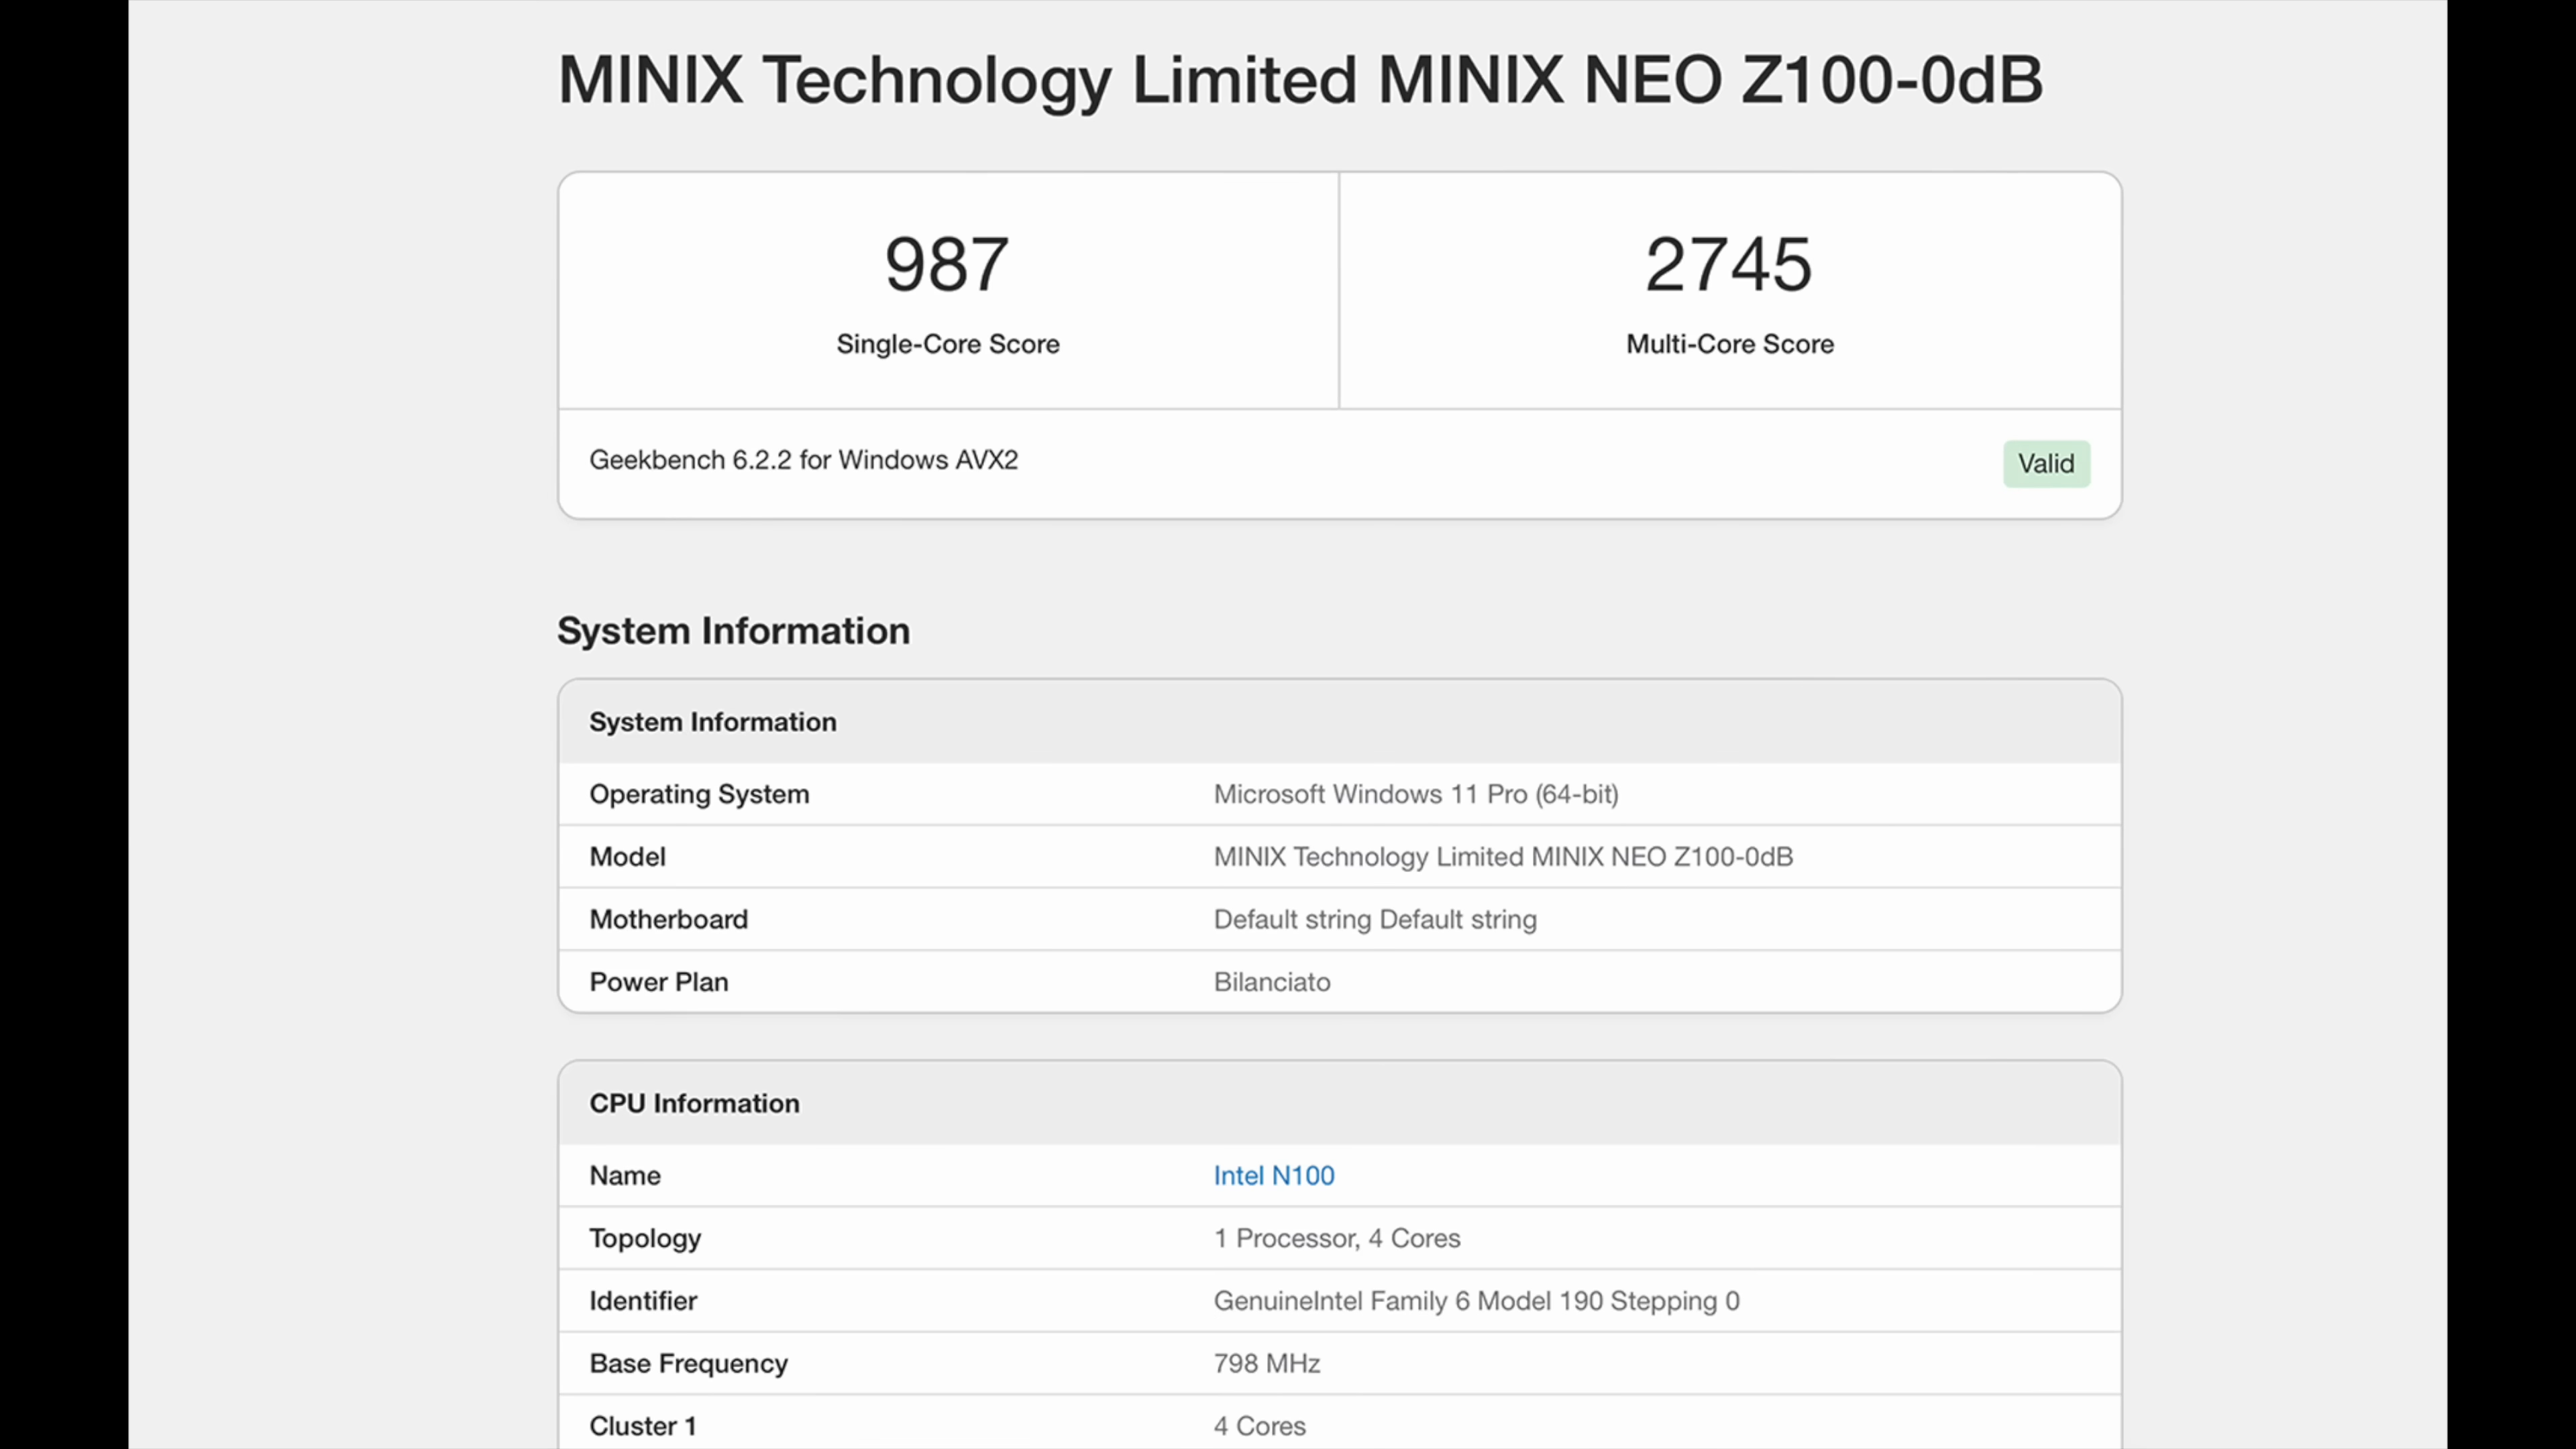 MINIX Technology Limited MINIX NEO Z100-0dB
987
Single-Core Score
2745
Multi-Core Score
Geekbench 6.2.2 for Windows AVX2
Valid
System Information
System Information
Operating System Microsoft Windows 11 Pro (64-bit)
Model MINIX Technology Limited MINIX NEO Z100-0dB
Motherboard Default string Default string
Power Plan Bilanciato
CPU Information
Name Intel N100
Topology 1 Processor, 4 Cores
Identifier GenuineIntel Family 6 Model 190 Stepping 0
Base Frequency 798 MHz
Cluster 1 4 Cores